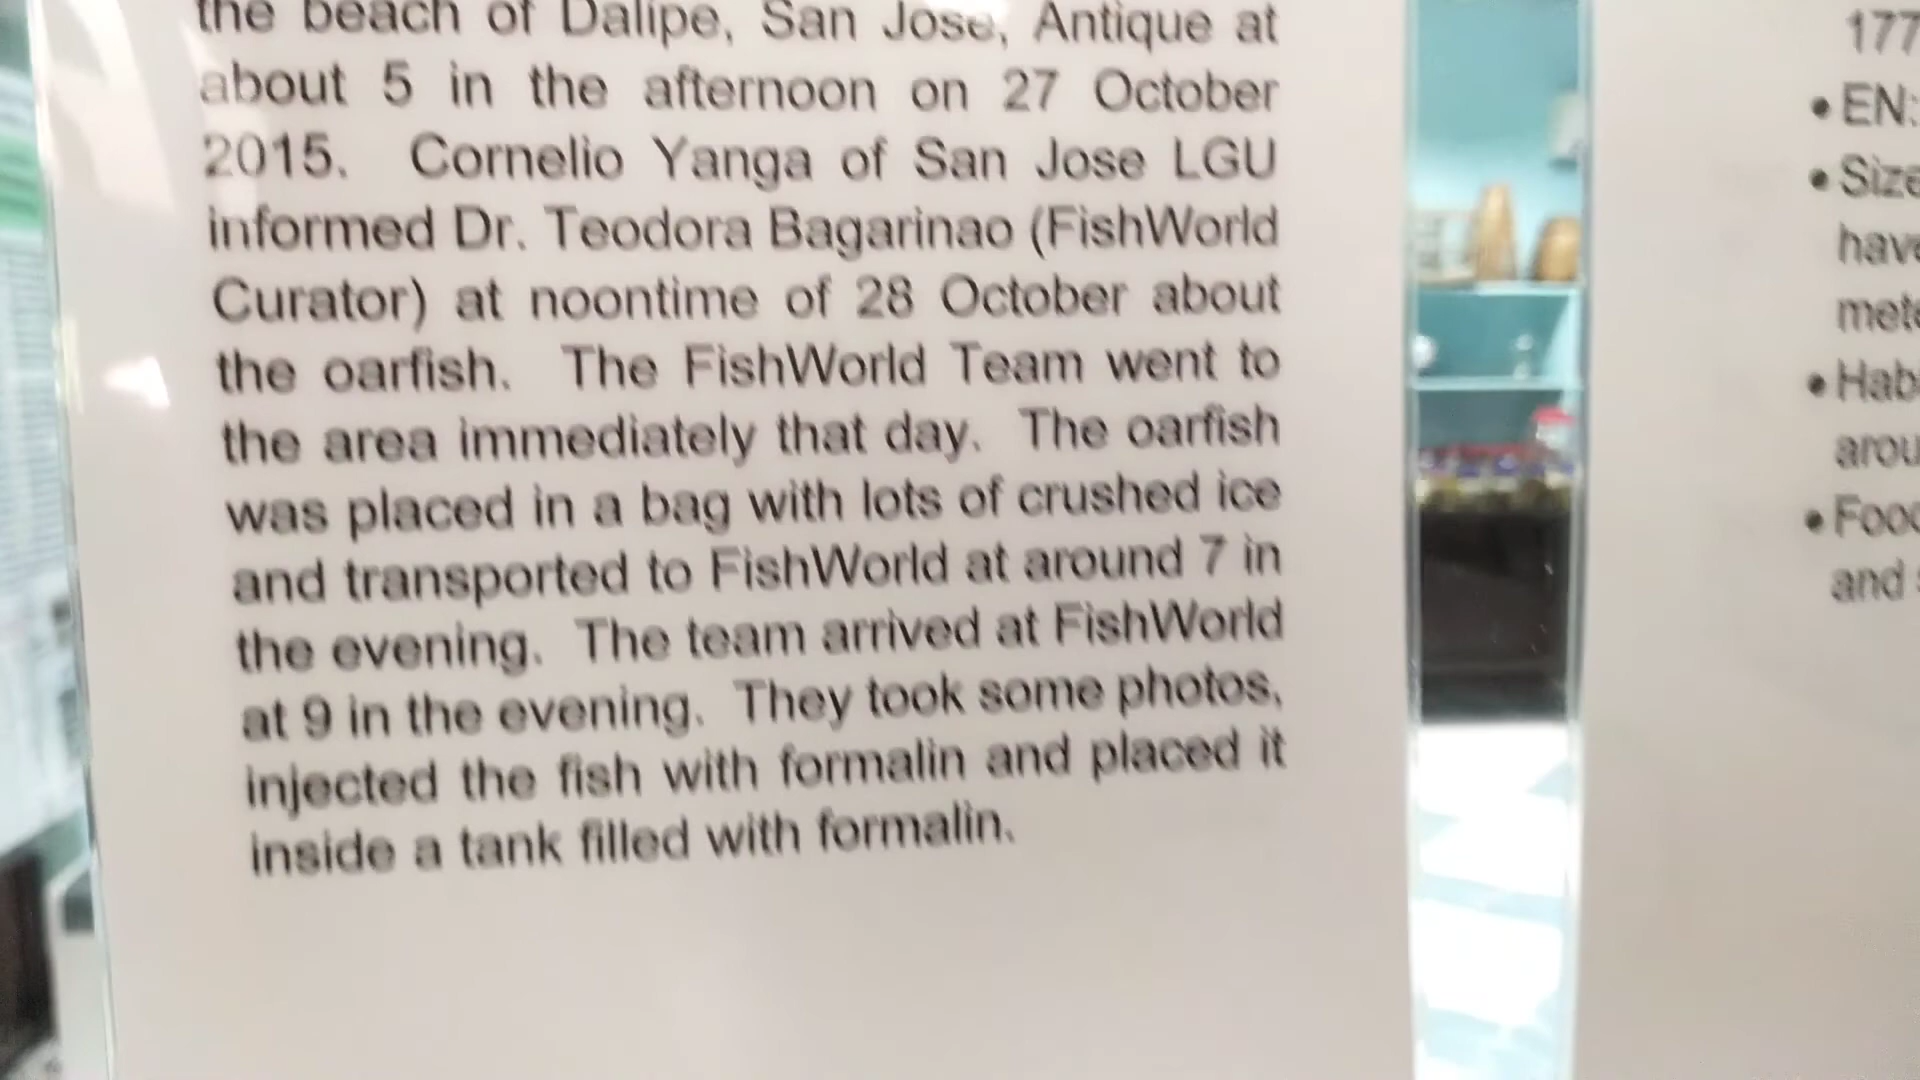 the beach of Dalipe, San Jose, Antique at
about 5 in the afternoon on 27 October
2015. Cornelio Yanga of San Jose LGU
informed Dr. Teodora Bagarinao (FishWorld
Curator) at noontime of 28 October about
the oarfish. The FishWorld Team went to
the area immediately that day. The oarfish
was placed in a bag with lots of crushed ice
and transported to FishWorld at around 7 in
the evening. The team arrived at FishWorld
at 9 in the evening. They took some photos,
injected the fish with formalin and placed it
inside a tank filled with formalin.
177
• EN:
• Size
have
mete
• Hab
arou
• Food
and